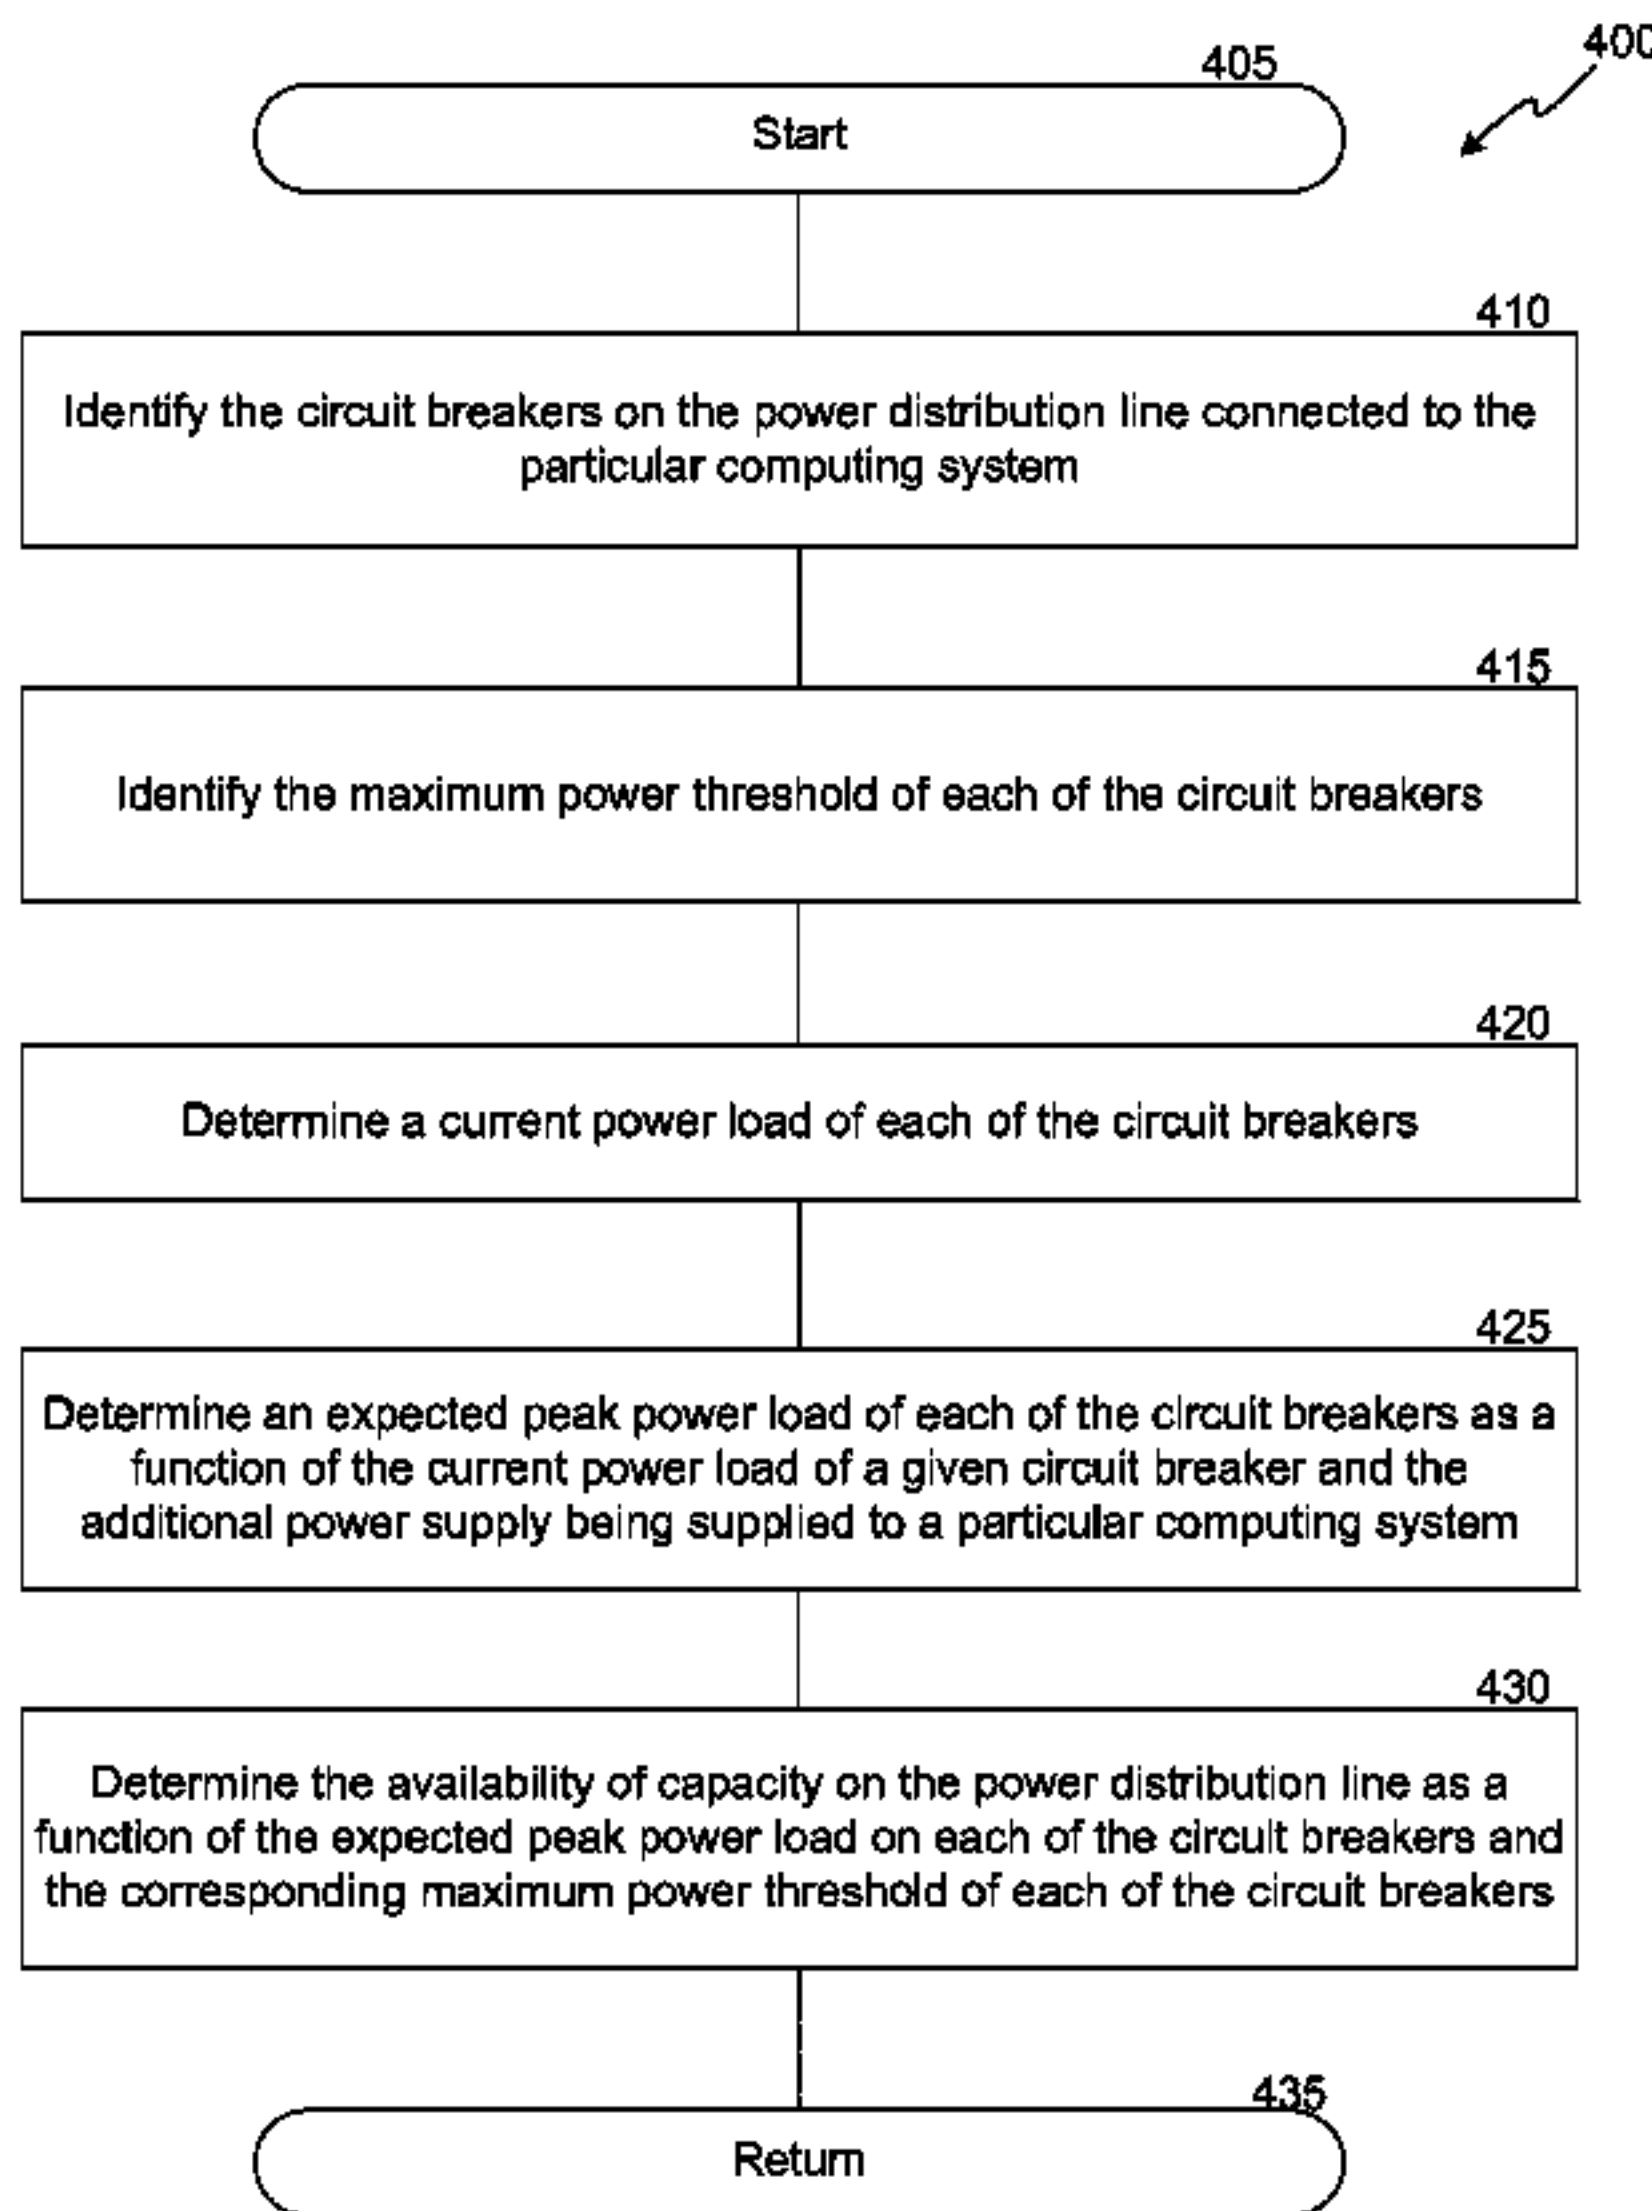 400
405
Start
410
Identify the circuit breakers on the power distribution line connected to the
particular computing system
415
Identify the maximum power threshold of each of the circuit breakers
420
Determine a current power load of each of the circuit breakers
425
Determine an expected peak power load of each of the circuit breakers as a
function of the current power load of a given circuit breaker and the
additional power supply being supplied to a particular computing system
430
Determine the availability of capacity on the power distribution line as a
function of the expected peak power load on each of the circuit breakers and
the corresponding maximum power threshold of each of the circuit breakers
435
Return